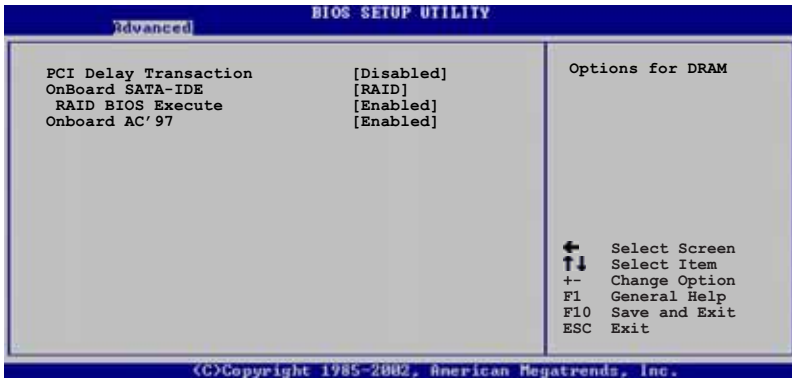 BIOS SETUP UTILITY
Advanced
PCI Delay Transaction [Disabled]
OnBoard SATA-IDE [RAID]
RAID BIOS Execute [Enabled]
Onboard AC'97 [Enabled]
Options for DRAM
Select Screen
Select Item
+- Change Option
F1 General Help
F10 Save and Exit
ESC Exit
(C)Copyright 1985-2002, American Megatrends, Inc.